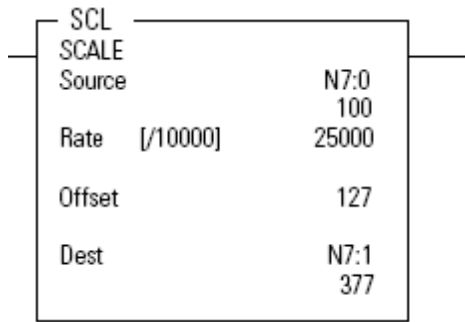 SCL
SCALE
Source N7:0
100
Rate [/10000] 25000
Offset 127
Dest N7:1
377